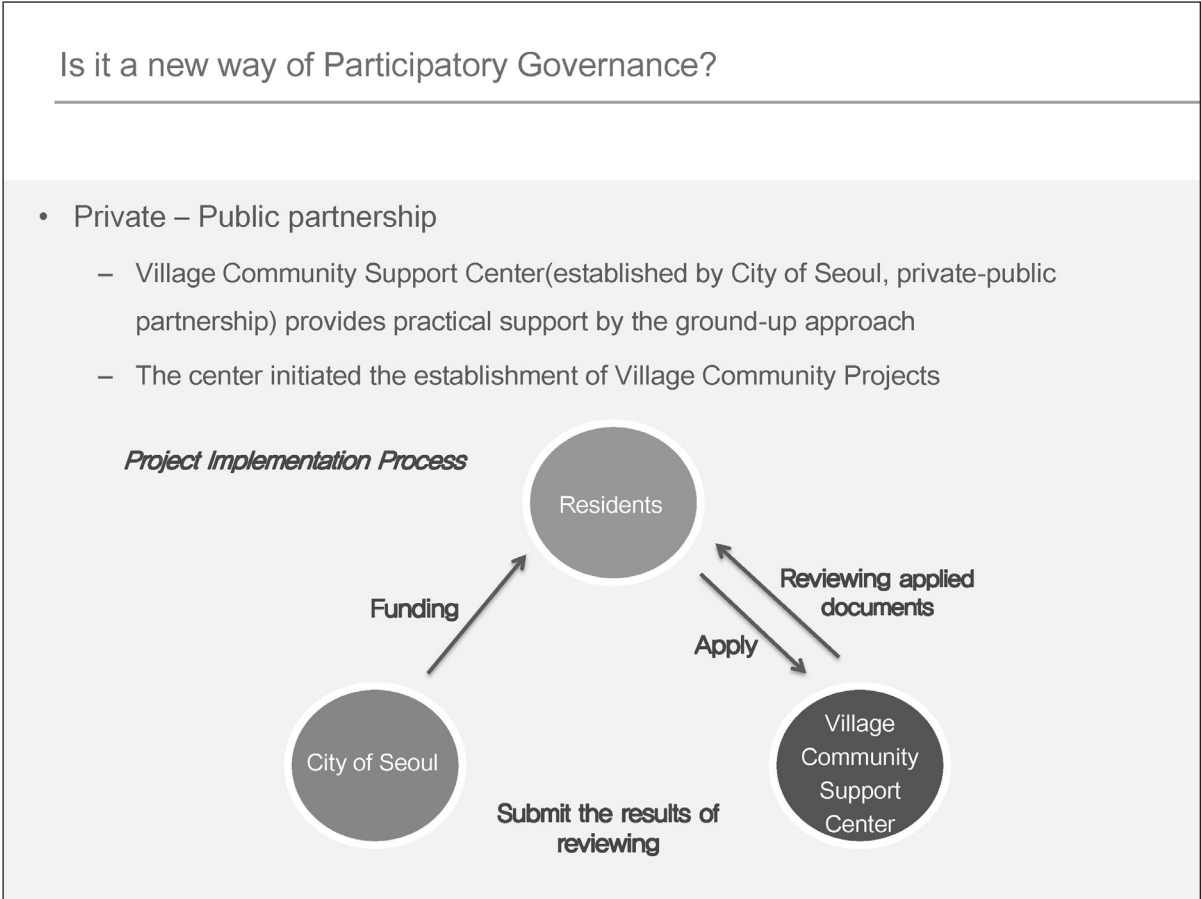 Is it a new way of Participatory Governance?
• Private – Public partnership
– Village Community Support Center(established by City of Seoul, private-public
partnership) provides practical support by the ground-up approach
– The center initiated the establishment of Village Community Projects
Project Implementation Process
Residents
Funding
Reviewing applied
documents
Apply
City of Seoul
Village
Community
Support
Center
Submit the results of
reviewing